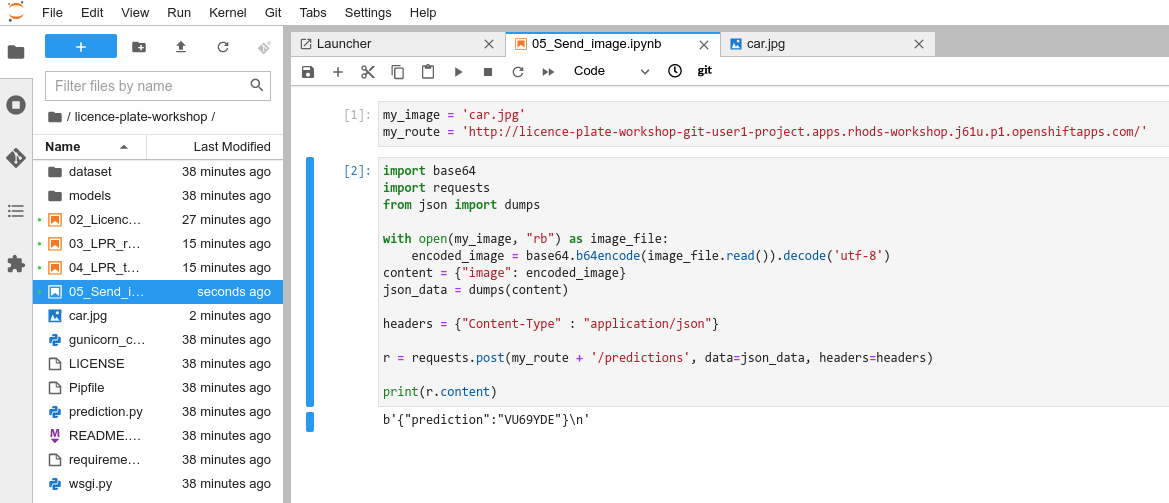 File Edit View Run Kernel Git Tabs Settings Help
Launcher
05_Send_image.ipynb
car.jpg
Filter files by name
Code
git
/ licence-plate-workshop /
Name Last Modified
dataset 38 minutes ago
models 38 minutes ago
02_Licenc... 27 minutes ago
03_LPR_r... 15 minutes ago
04_LPR_t... 15 minutes ago
05_Send_i... seconds ago
car.jpg 2 minutes ago
gunicorn_c... 38 minutes ago
LICENSE 38 minutes ago
Pipfile 38 minutes ago
prediction.py 38 minutes ago
README.... 38 minutes ago
requireme... 38 minutes ago
wsgi.py 38 minutes ago
[1]: my_image = 'car.jpg'
my_route = 'http://licence-plate-workshop-git-user1-project.apps.rhods-workshop.j61u.p1.openshiftapps.com/'
[2]: import base64
import requests
from json import dumps
with open(my_image, "rb") as image_file:
    encoded_image = base64.b64encode(image_file.read()).decode('utf-8')
content = {"image": encoded_image}
json_data = dumps(content)
headers = {"Content-Type" : "application/json"}
r = requests.post(my_route + '/predictions', data=json_data, headers=headers)
print(r.content)
b'{"prediction":"VU69YDE"}\n'